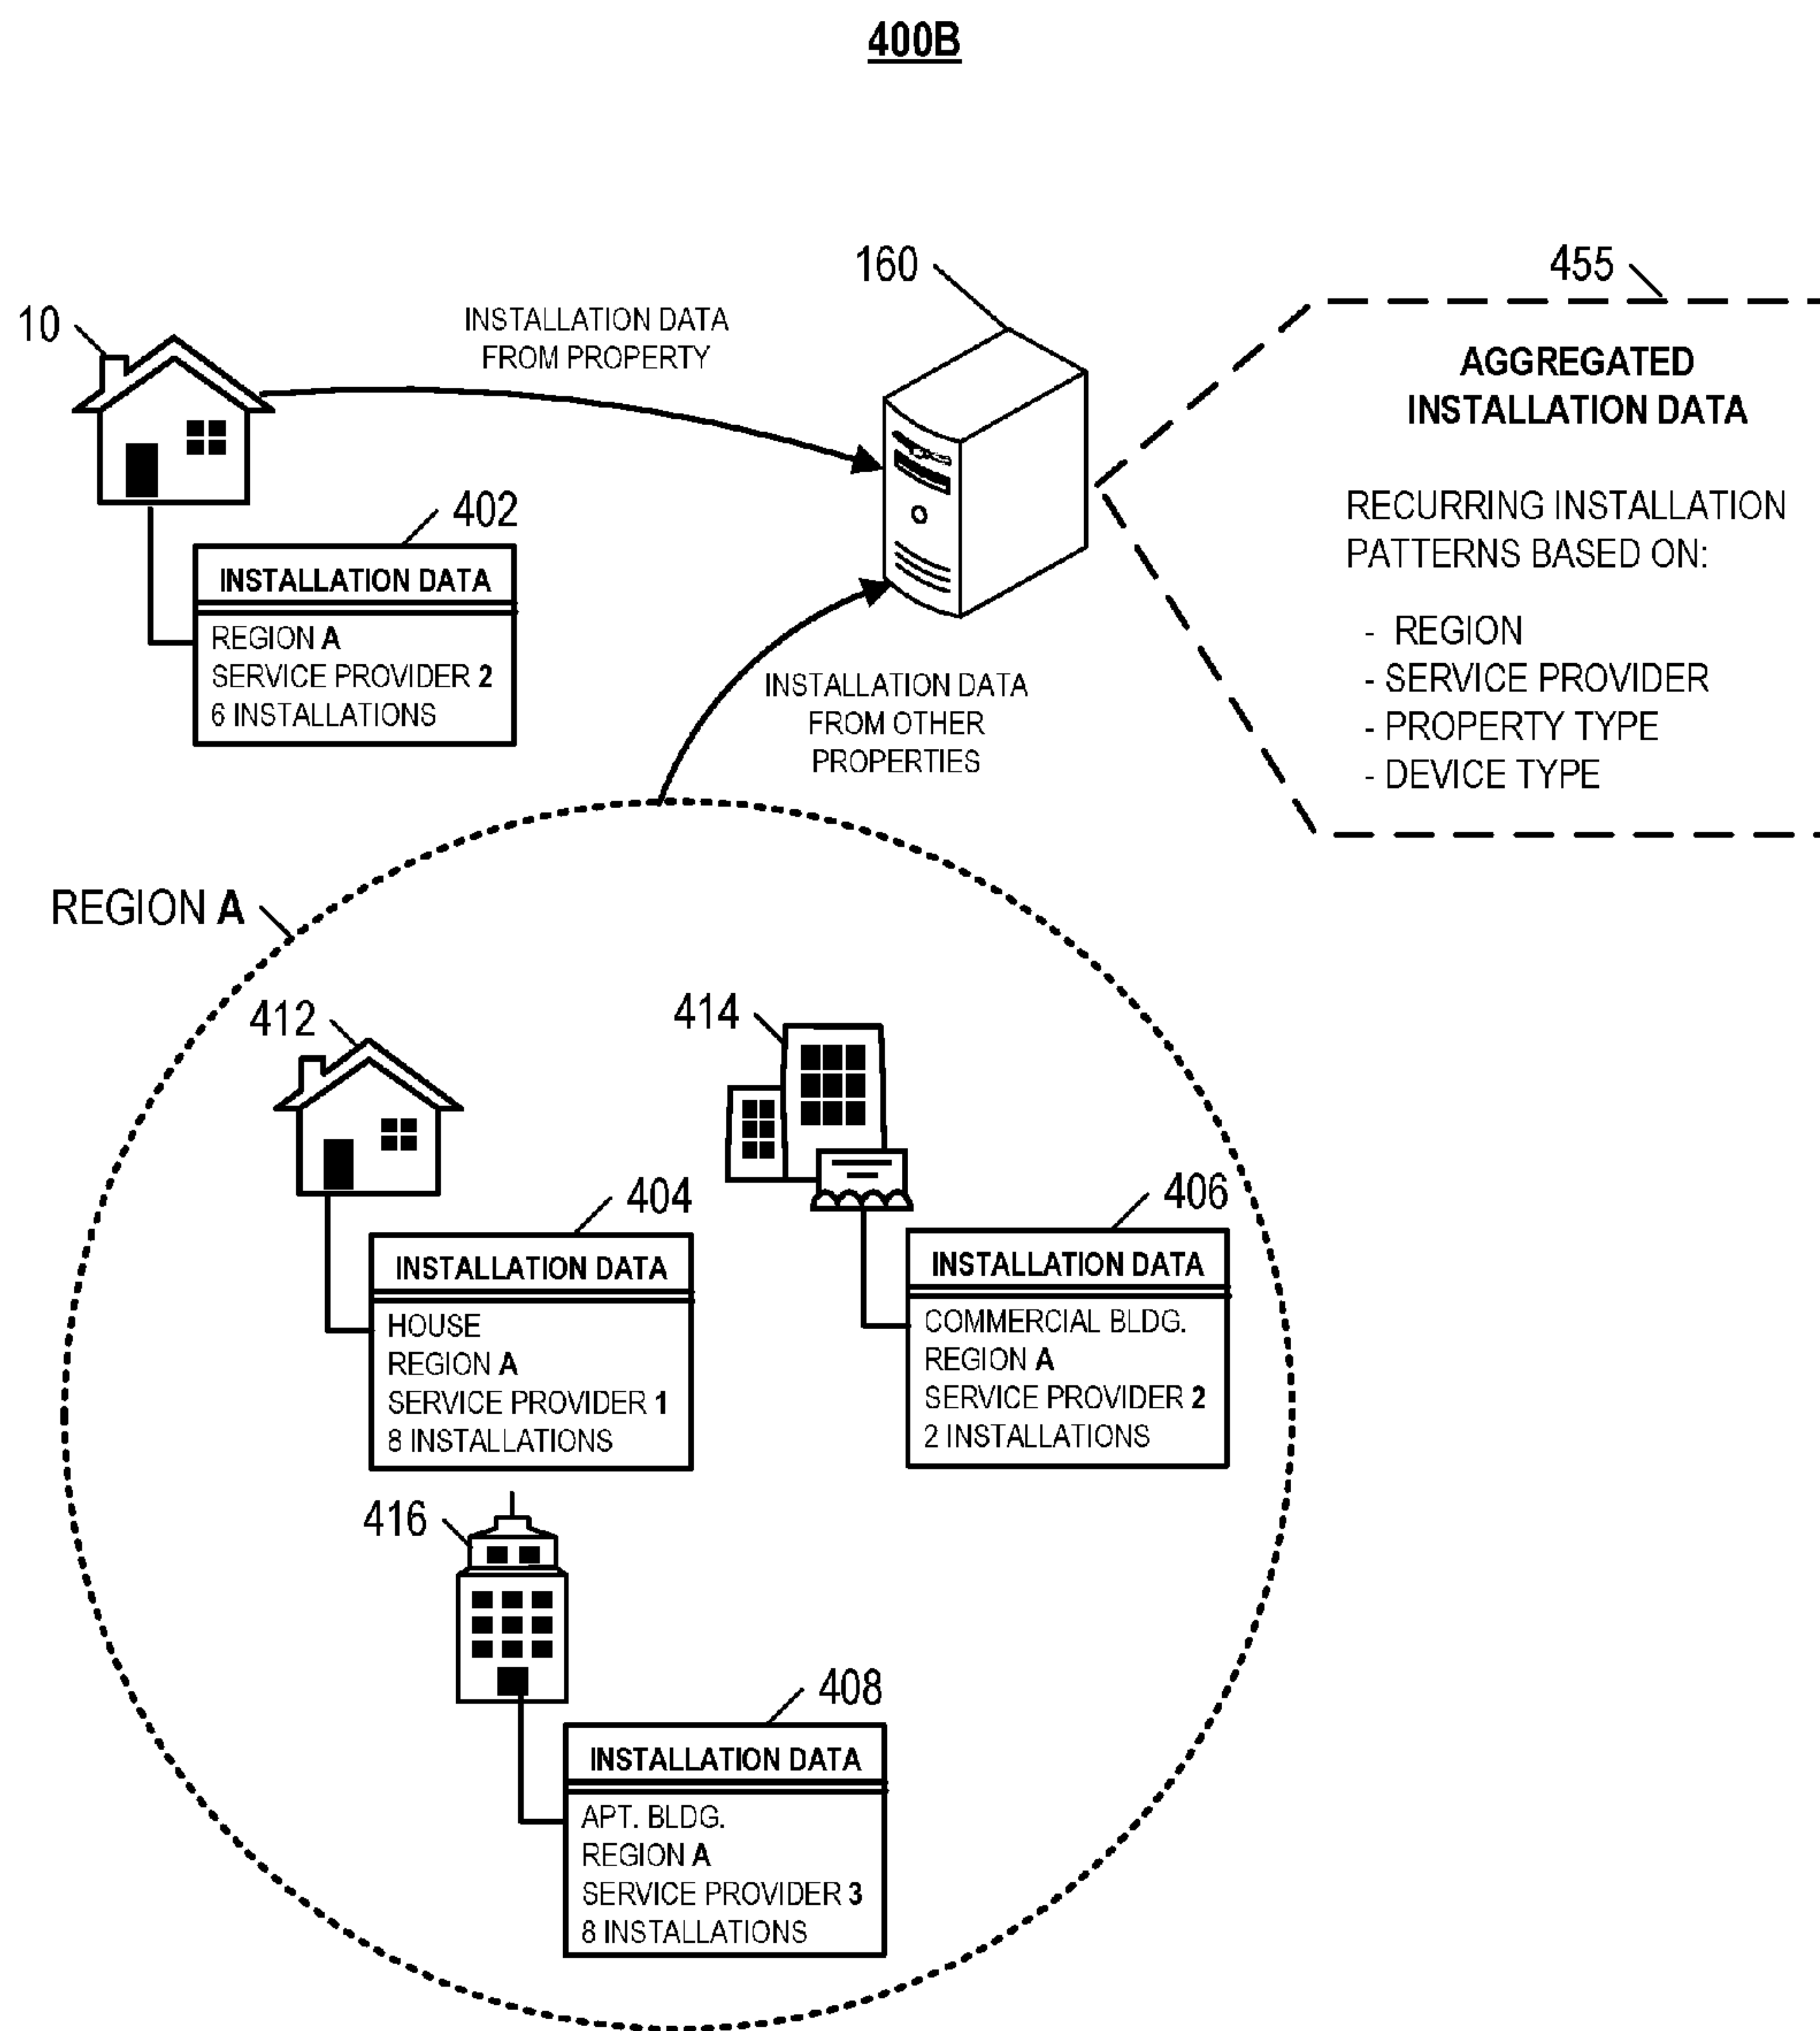 400B
160
455
10
INSTALLATION DATA
FROM PROPERTY
AGGREGATED
INSTALLATION DATA
RECURRING INSTALLATION
PATTERNS BASED ON:
- REGION
- SERVICE PROVIDER
- PROPERTY TYPE
- DEVICE TYPE
402
INSTALLATION DATA
REGION A
SERVICE PROVIDER 2
6 INSTALLATIONS
INSTALLATION DATA
FROM OTHER
PROPERTIES
REGION A
412
414
404
INSTALLATION DATA
HOUSE
REGION A
SERVICE PROVIDER 1
8 INSTALLATIONS
406
INSTALLATION DATA
COMMERCIAL BLDG.
REGION A
SERVICE PROVIDER 2
2 INSTALLATIONS
416
408
INSTALLATION DATA
APT. BLDG.
REGION A
SERVICE PROVIDER 3
8 INSTALLATIONS